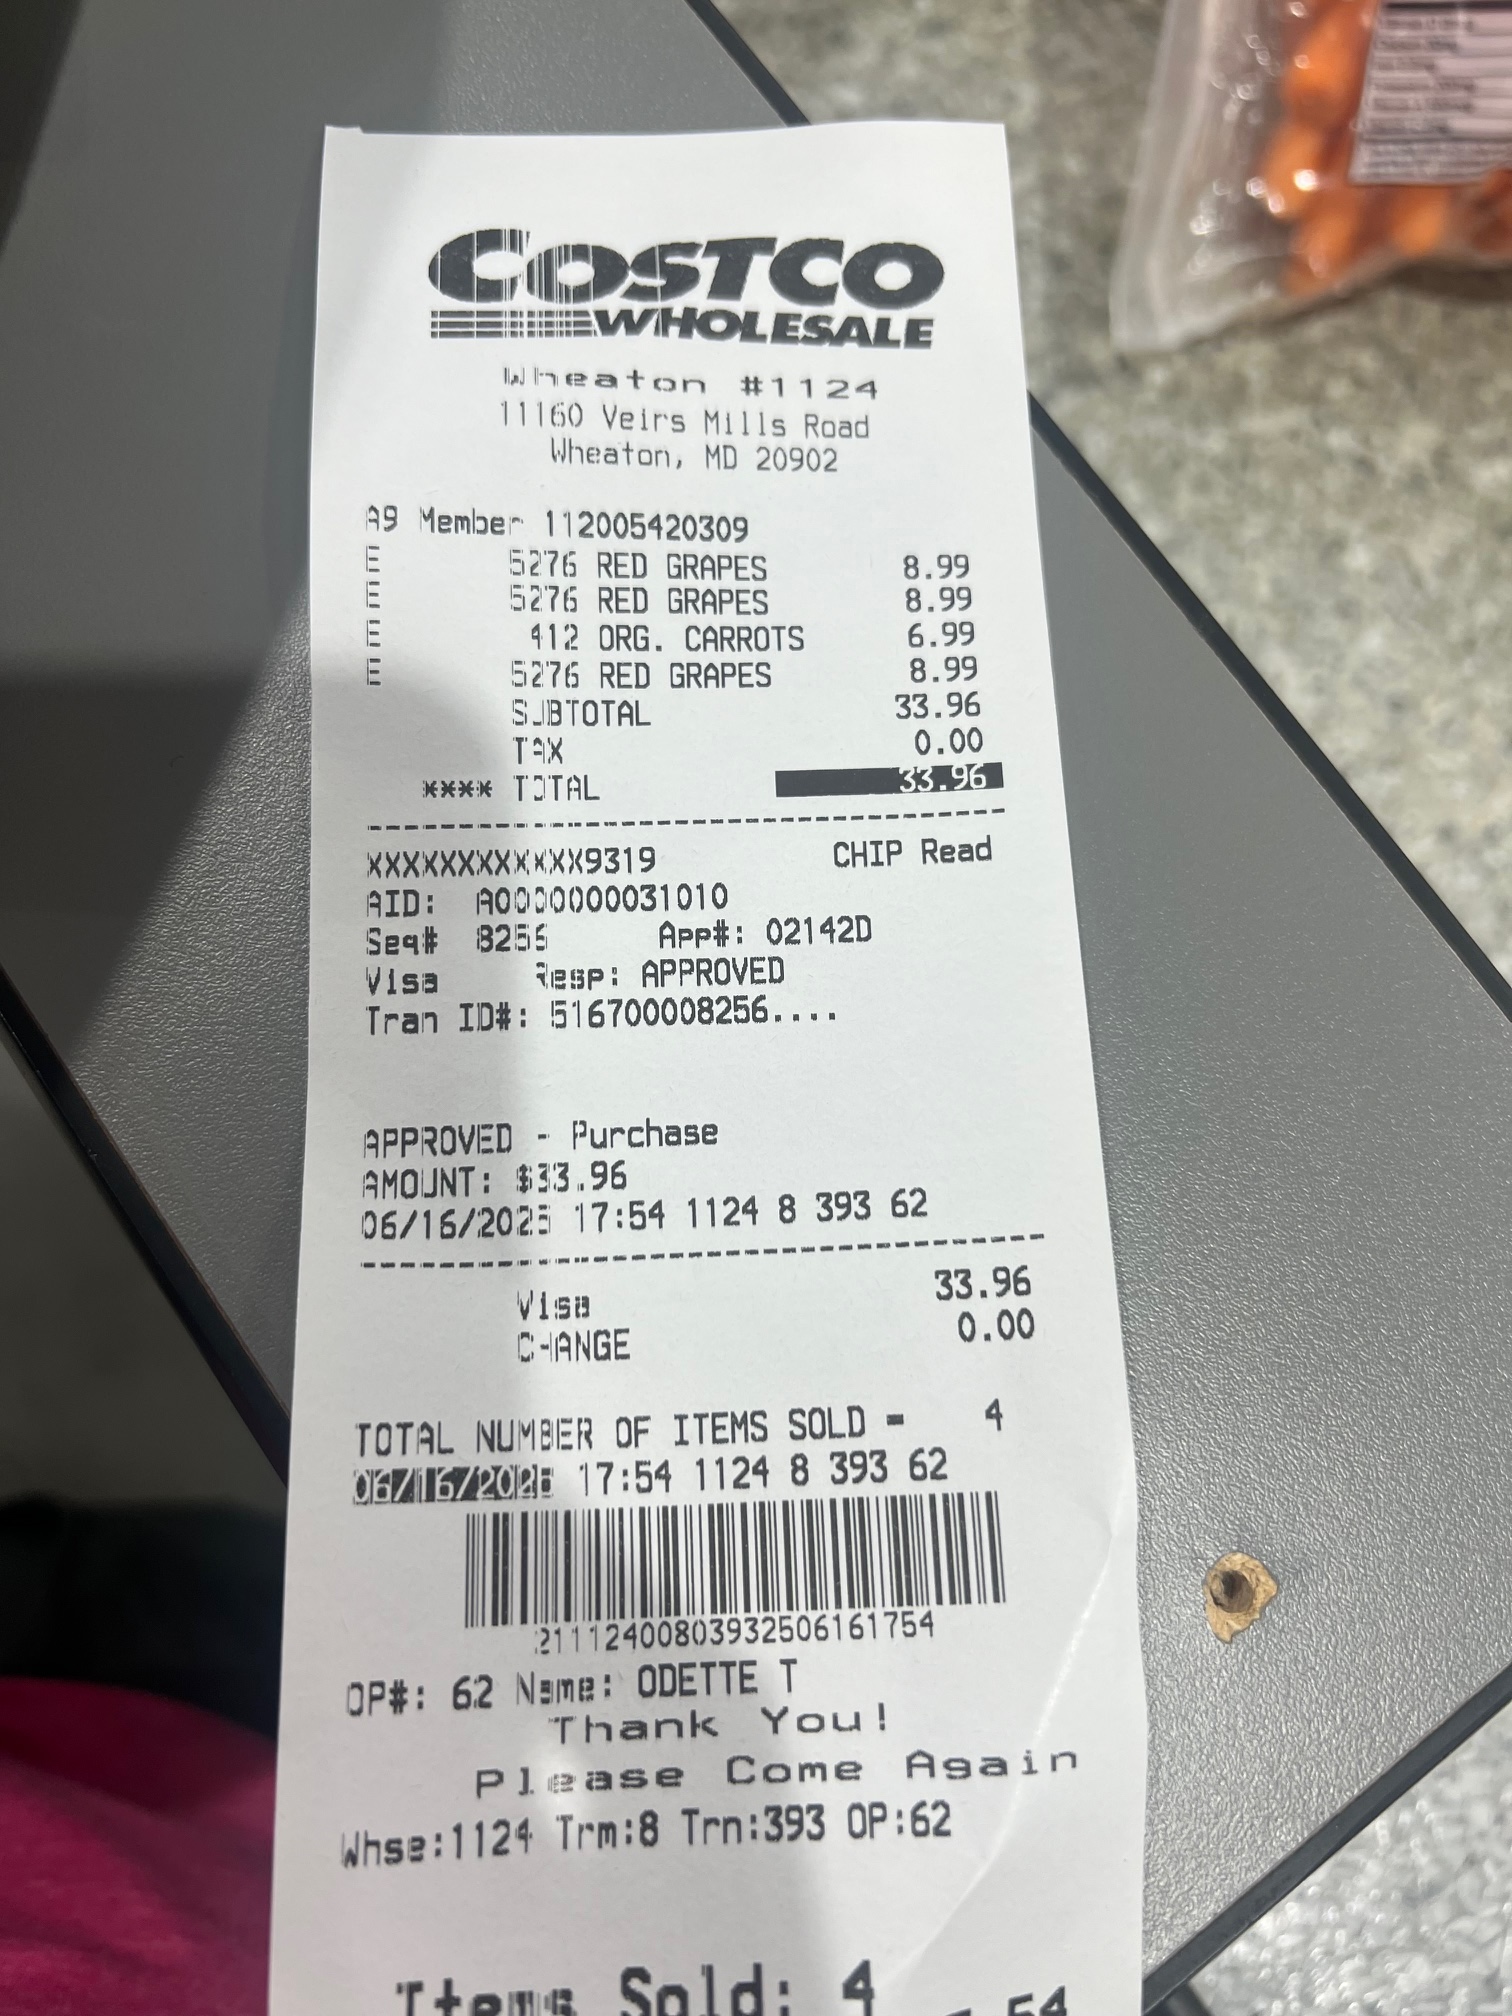 COSTCO
WHOLESALE
Wheaton #1124
11160 Veirs Mills Road
Wheaton, MD 20902
A9 Member 112005420309
E 5276 RED GRAPES 8.99
E 5276 RED GRAPES 8.99
E 412 ORG. CARROTS 6.99
E 5276 RED GRAPES 8.99
SUBTOTAL 33.96
TAX 0.00
**** TOTAL 33.96
XXXXXXXXXXXX9319 CHIP Read
AID: A0000000031010
Seq# 8256 App#: 02142D
Visa Resp: APPROVED
Tran ID#: 516700008256....
APPROVED - Purchase
AMOUNT: $33.96
06/16/2025 17:54 1124 8 393 62
Visa 33.96
CHANGE 0.00
TOTAL NUMBER OF ITEMS SOLD = 4
06/16/2025 17:54 1124 8 393 62
21112400803932506161754
OP#: 62 Name: ODETTE T
Thank You!
Please Come Again
Whse:1124 Trm:8 Trn:393 OP:62
Items Sold: 4